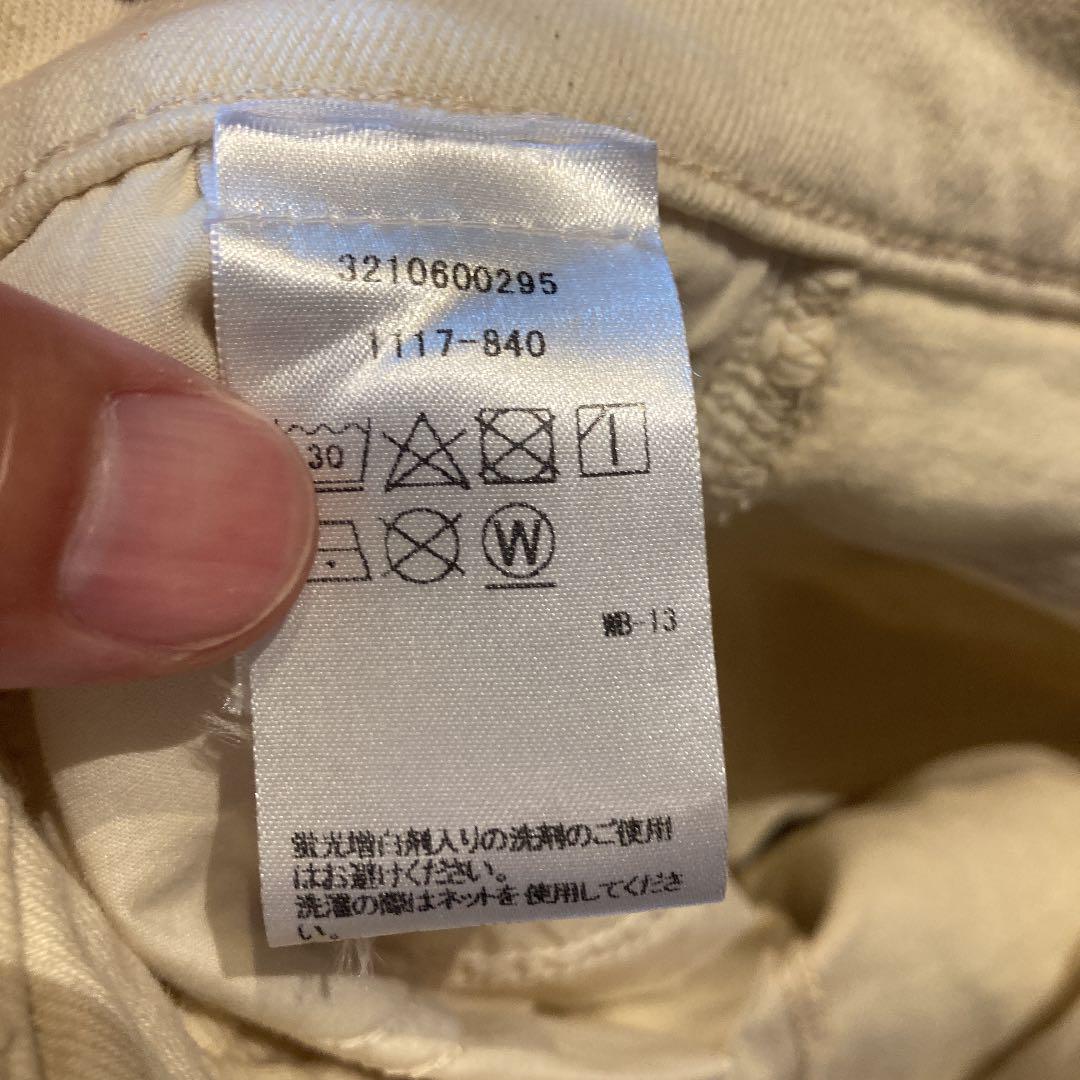 3210600295
1117-840
30
W
WB-13
蛍光増白剤入りの洗剤のご使用
はお避けください。
洗濯の際はネットを使用してくださ
い。